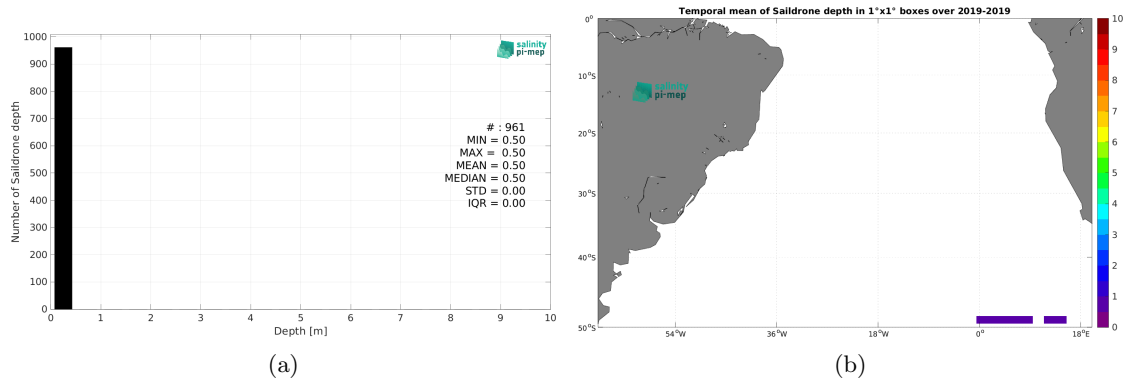 1000
900
800
700
600
500
400
300
200
100
0
Number of Saildrone depth
salinity
pi-mep
# : 961
MIN = 0.50
MAX = 0.50
MEAN = 0.50
MEDIAN = 0.50
STD = 0.00
IQR = 0.00
0 1 2 3 4 5 6 7 8 9 10
Depth [m]
(a)
Temporal mean of Saildrone depth in 1°x1° boxes over 2019-2019
0°
10°S
20°S
30°S
40°S
50°S
salinity
pi-mep
54°W 36°W 18°W 0° 18°E
10
9
8
7
6
5
4
3
2
1
0
(b)